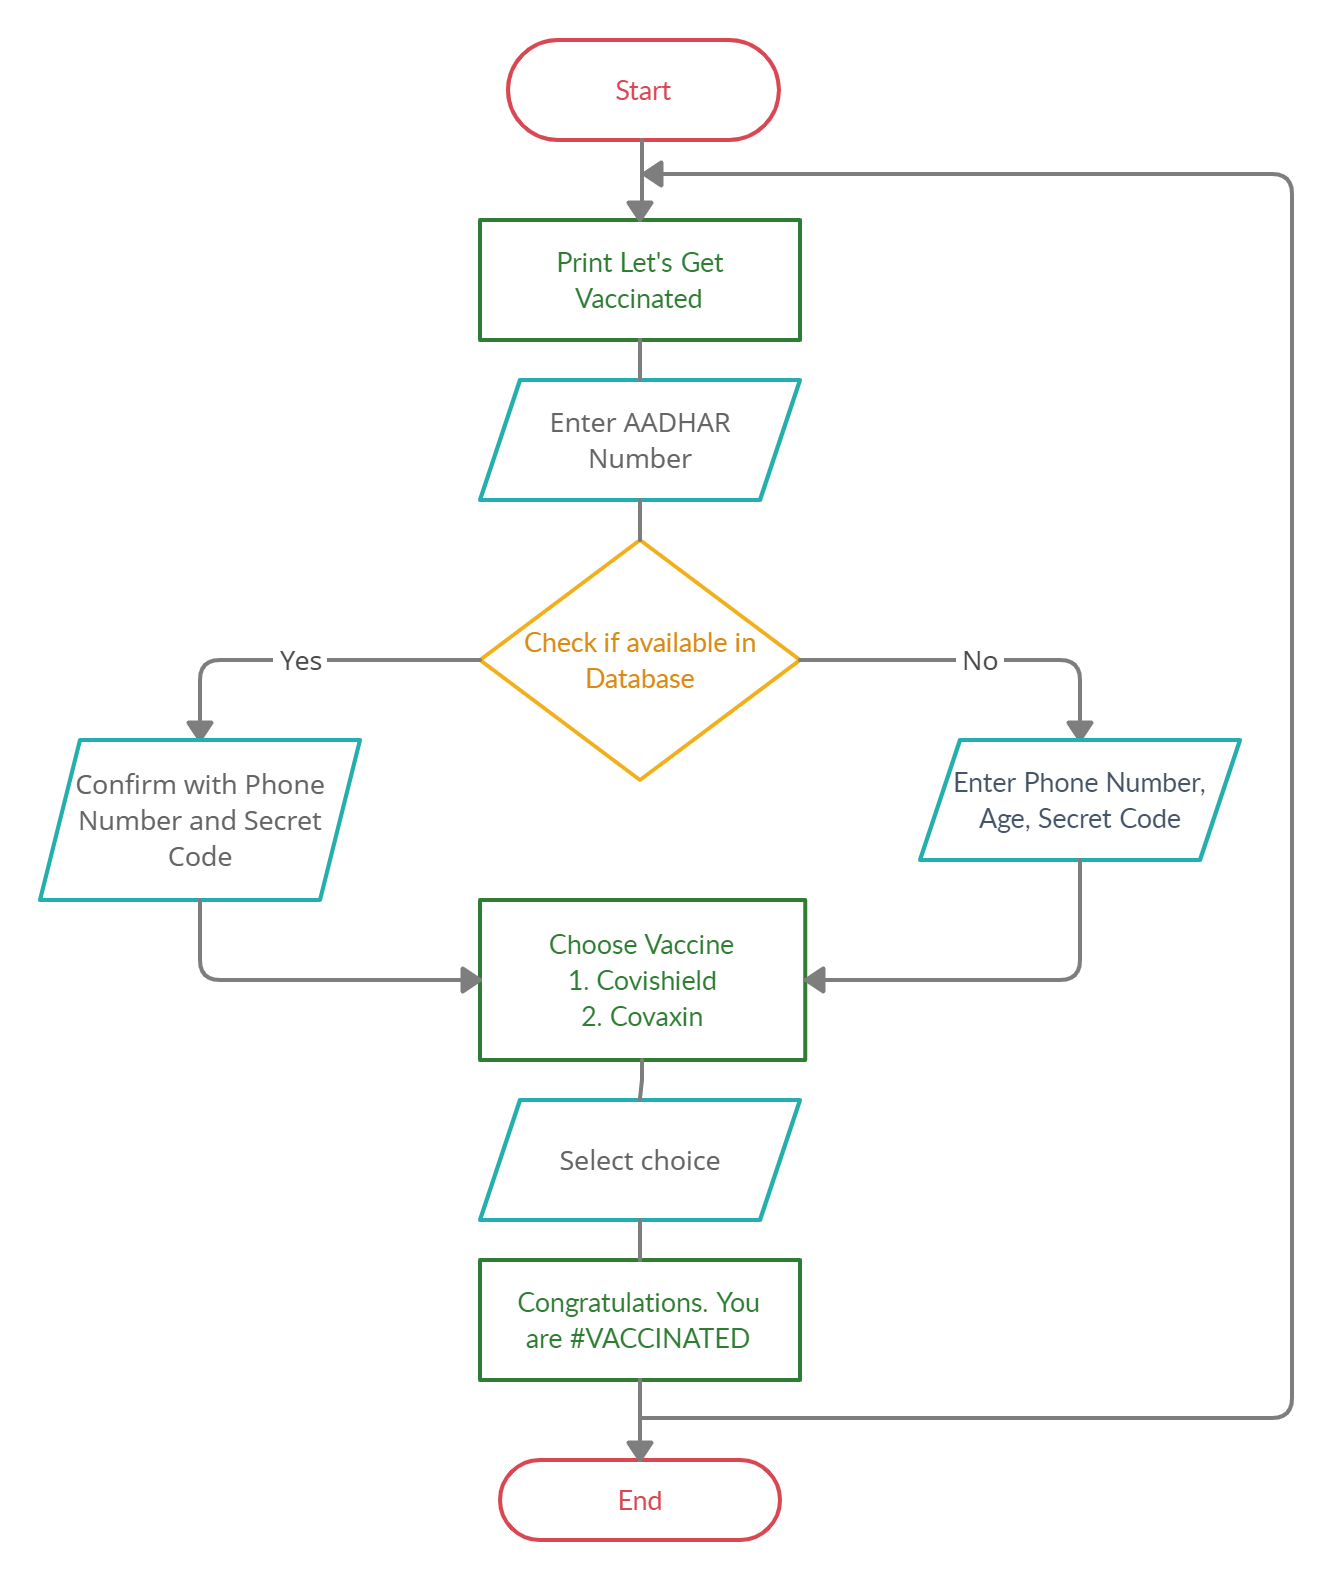 Start
Print Let's Get
Vaccinated
Enter AADHAR
Number
Check if available in
Database
Yes
No
Confirm with Phone
Number and Secret
Code
Enter Phone Number,
Age, Secret Code
Choose Vaccine
1. Covishield
2. Covaxin
Select choice
Congratulations. You
are #VACCINATED
End